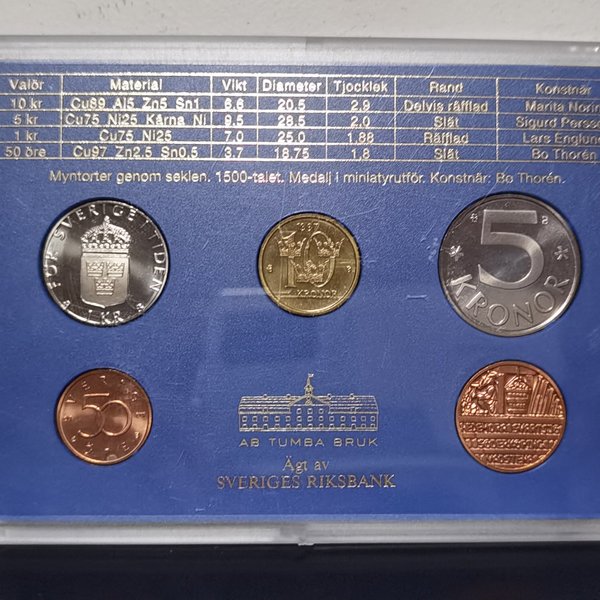 Valör Material Vikt Diameter Tjocklek Rand Konstnär
10 kr Cu89 Al5 Zn5 Sn1 6.6 20.5 2.9 Delvis räfflad Marita Norin
5 kr Cu75 Ni25 Kärna Ni 9.5 28.5 2.0 Slät Sigurd Persso
1 kr Cu75 Ni25 7.0 25.0 1.88 Räfflad Lars Englund
50 öre Cu97 Zn2.5 Sn0.5 3.7 18.75 1.8 Slät Bo Thorén
Myntorter genom seklen. 1500-talet. Medalj i miniatyrutför. Konstnär: Bo Thorén.
FÖR SVERIGE I TIDEN
1 KR
10
KRONOR
5
KRONOR
SVERIGE
50
AB TUMBA BRUK
Ägt av
SVERIGES RIKSBANK